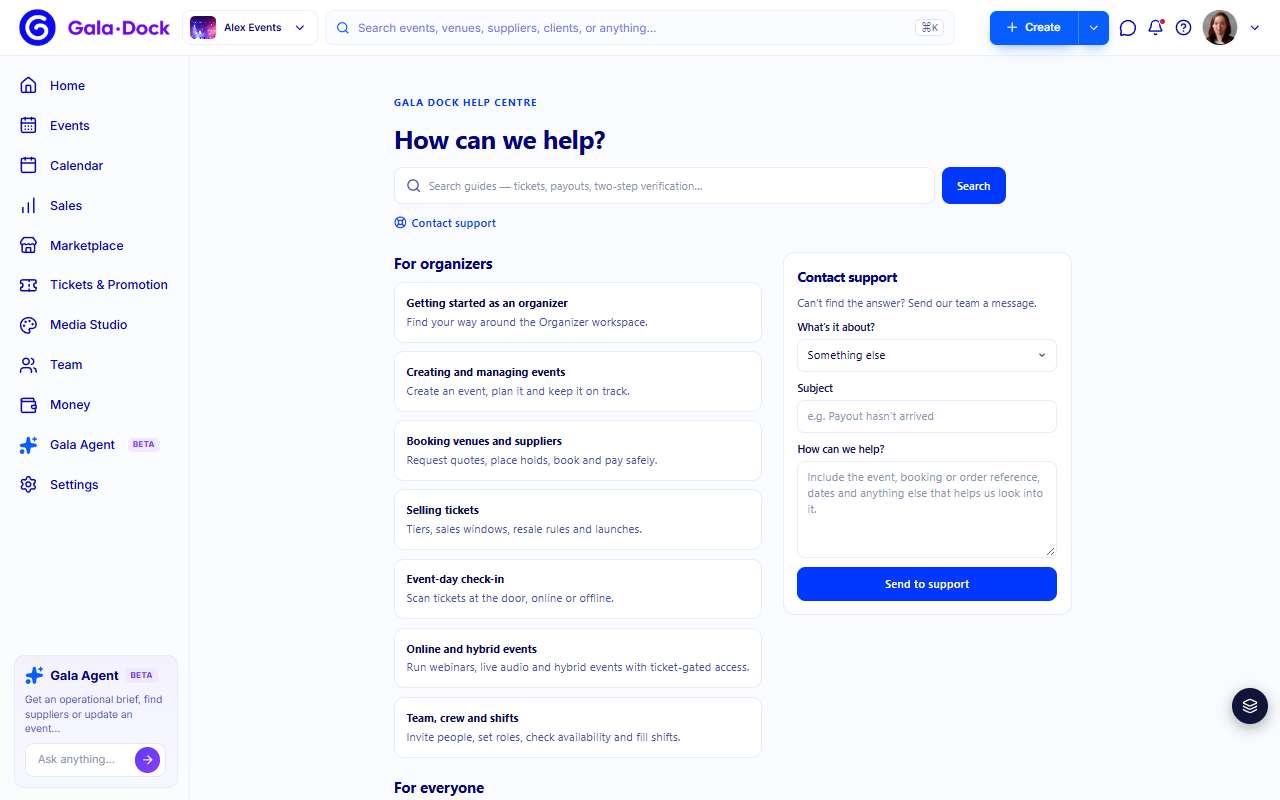 Gala·Dock
Alex Events
Search events, venues, suppliers, clients, or anything...
⌘K
+ Create
Home
Events
Calendar
Sales
Marketplace
Tickets & Promotion
Media Studio
Team
Money
Gala Agent BETA
Settings
Gala Agent BETA
Get an operational brief, find
suppliers or update an
event...
Ask anything...
GALA DOCK HELP CENTRE
How can we help?
Search guides — tickets, payouts, two-step verification...
Search
Contact support
For organizers
Getting started as an organizer
Find your way around the Organizer workspace.
Creating and managing events
Create an event, plan it and keep it on track.
Booking venues and suppliers
Request quotes, place holds, book and pay safely.
Selling tickets
Tiers, sales windows, resale rules and launches.
Event-day check-in
Scan tickets at the door, online or offline.
Online and hybrid events
Run webinars, live audio and hybrid events with ticket-gated access.
Team, crew and shifts
Invite people, set roles, check availability and fill shifts.
For everyone
Contact support
Can't find the answer? Send our team a message.
What's it about?
Something else
Subject
e.g. Payout hasn't arrived
How can we help?
Include the event, booking or order reference,
dates and anything else that helps us look into
it.
Send to support